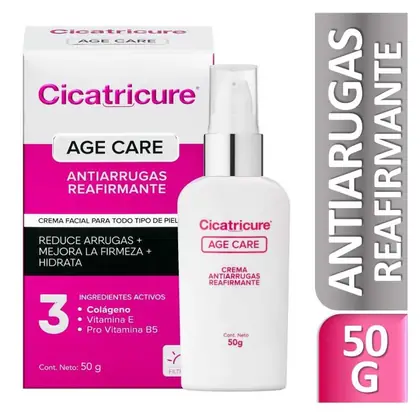 Cicatricure®
AGE CARE
ANTIARRUGAS
REAFIRMANTE
CREMA FACIAL PARA TODO TIPO DE PIEL
REDUCE ARRUGAS +
MEJORA LA FIRMEZA +
HIDRATA
3 INGREDIENTES ACTIVOS
• Colágeno
• Vitamina E
• Pro Vitamina B5
Cont. Neto: 50 g
Cicatricure
AGE CARE
CREMA
ANTIARRUGAS
REAFIRMANTE
Cont. Neto
50g
ANTIARUGAS
REAFIRMANTE
50
G